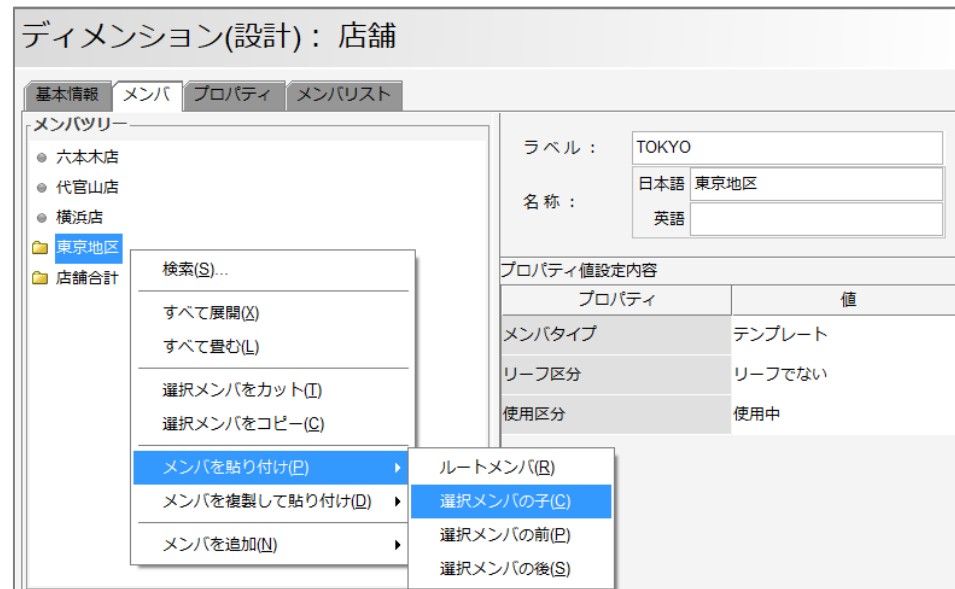 ディメンション(設計)： 店舗
基本情報 メンバ プロパティ メンバリスト
メンバツリー
六本木店
代官山店
横浜店
東京地区
店舗合計
検索(S)...
すべて展開(X)
すべて畳む(L)
選択メンバをカット(T)
選択メンバをコピー(C)
メンバを貼り付け(P)
メンバを複製して貼り付け(D)
メンバを追加(N)
ルートメンバ(R)
選択メンバの子(C)
選択メンバの前(P)
選択メンバの後(S)
ラベル： TOKYO
名称： 日本語 東京地区
英語
プロパティ値設定内容
プロパティ 値
メンバタイプ テンプレート
リーフ区分 リーフでない
使用区分 使用中